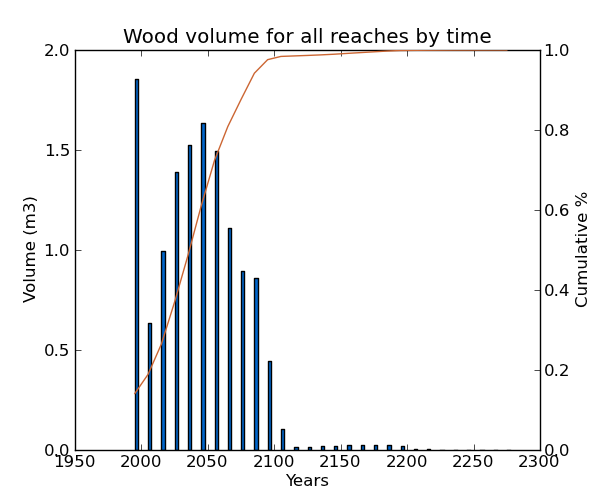 Wood volume for all reaches by time
2.0
1.5
1.0
0.5
0.0
Volume (m3)
1.0
0.8
0.6
0.4
0.2
0.0
Cumulative %
1950 2000 2050 2100 2150 2200 2250 2300
Years